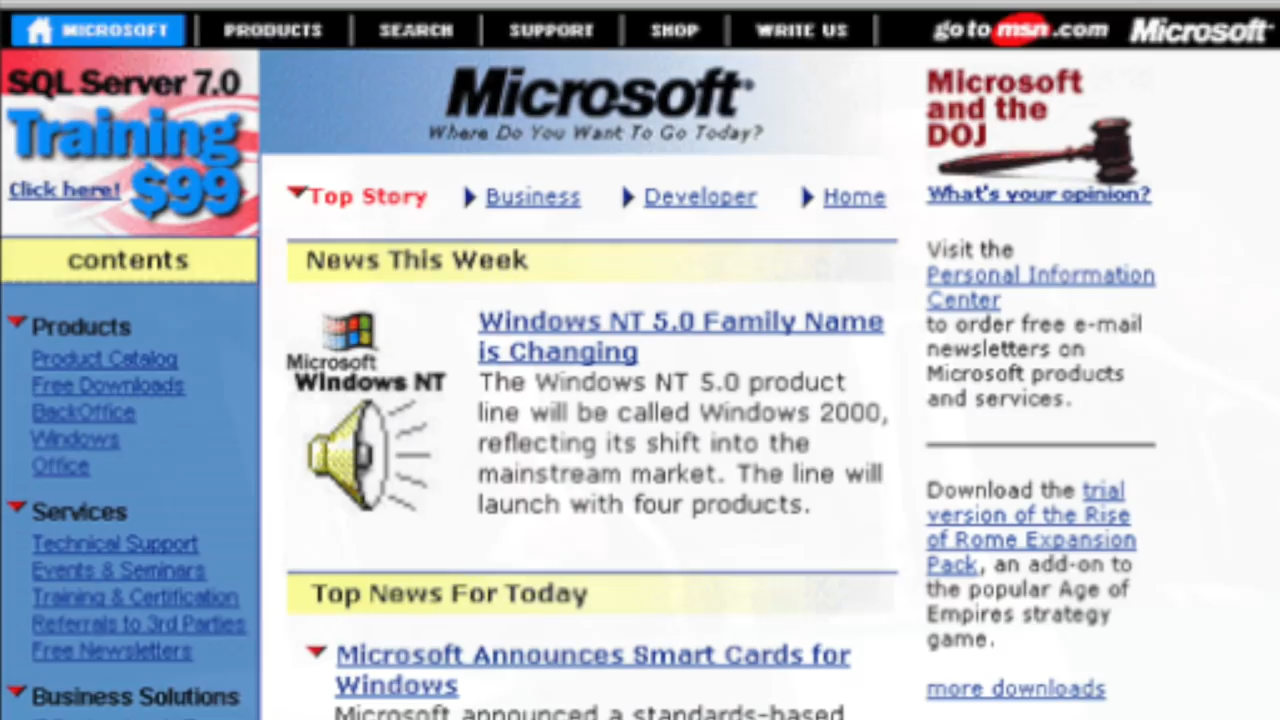 MICROSOFT
PRODUCTS
SEARCH
SUPPORT
SHOP
WRITE US
go to msn.com
Microsoft
SQL Server 7.0
Training
Click here!
$99
Microsoft
Where Do You Want To Go Today?
Microsoft
and the
DOJ
What's your opinion?
Top Story
Business
Developer
Home
contents
Products
Product Catalog
Free Downloads
BackOffice
Windows
Office
Services
Technical Support
Events & Seminars
Training & Certification
Referrals to 3rd Parties
Free Newsletters
Business Solutions
News This Week
Microsoft
Windows NT
Windows NT 5.0 Family Name
is Changing
The Windows NT 5.0 product
line will be called Windows 2000,
reflecting its shift into the
mainstream market. The line will
launch with four products.
Top News For Today
Microsoft Announces Smart Cards for
Windows
Microsoft announced a standards-based
Visit the
Personal Information
Center
to order free e-mail
newsletters on
Microsoft products
and services.
Download the trial
version of the Rise
of Rome Expansion
Pack, an add-on to
the popular Age of
Empires strategy
game.
more downloads